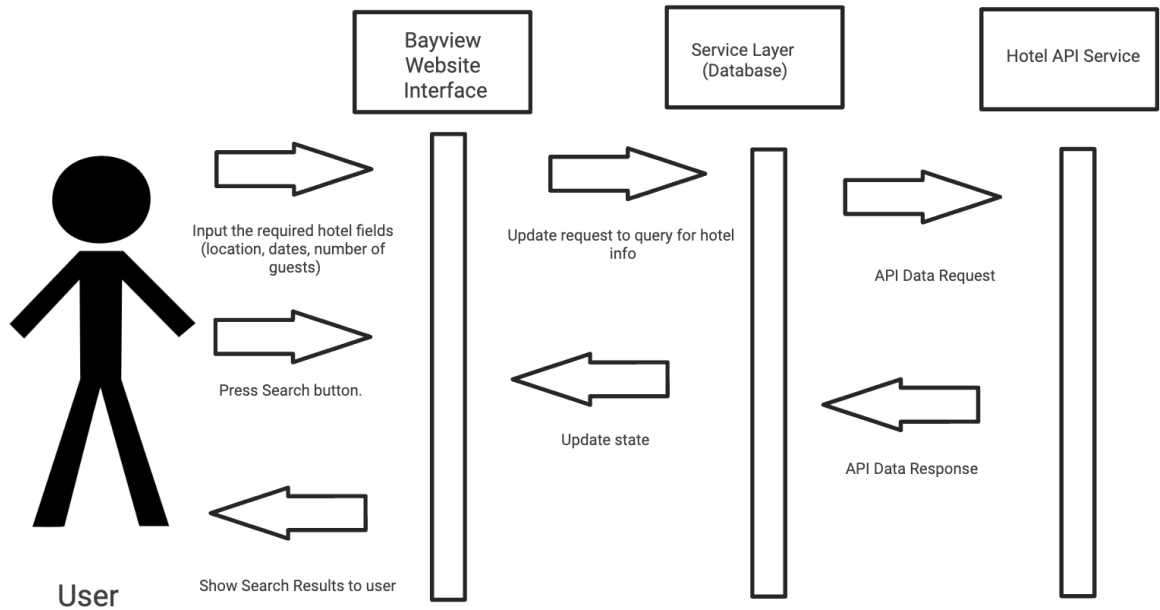 Bayview
Website
Interface
Service Layer
(Database)
Hotel API Service
Input the required hotel fields
(location, dates, number of
guests)
Update request to query for hotel
info
API Data Request
Press Search button.
Update state
API Data Response
Show Search Results to user
User